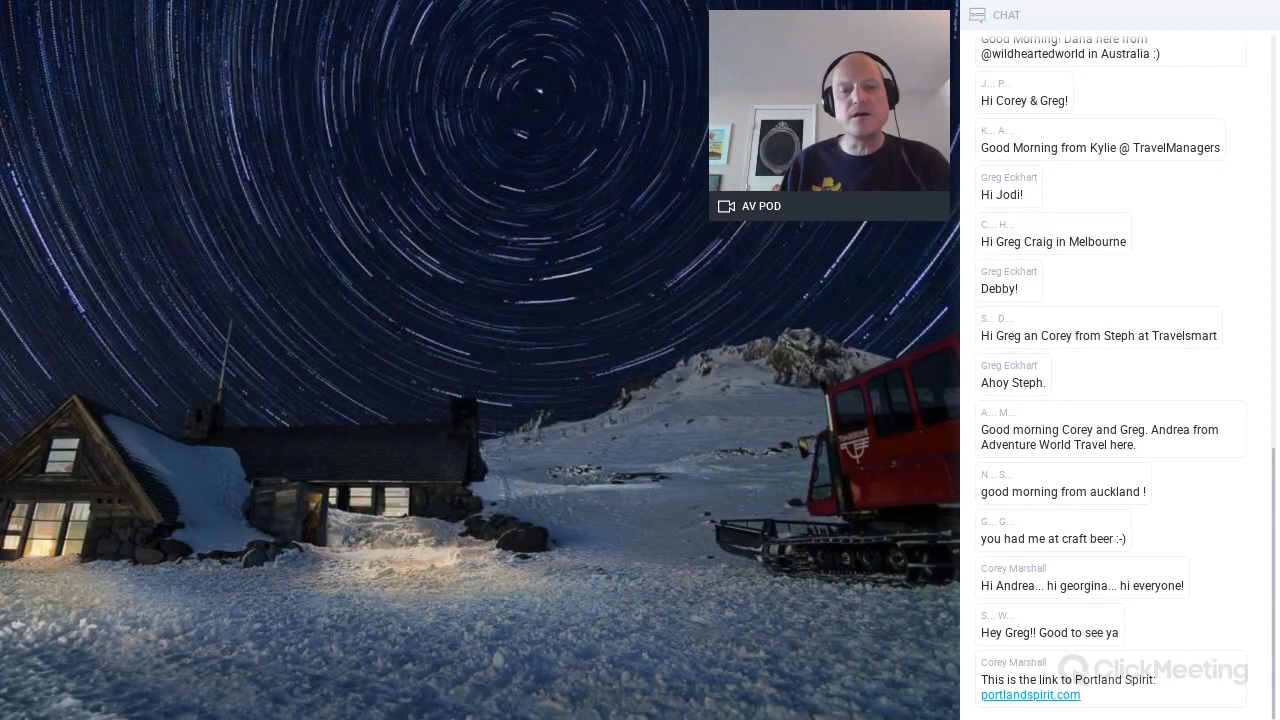 CHAT
Good Morning! Dana here from
@wildheartedworld in Australia :)
J... P...
Hi Corey & Greg!
K... A...
Good Morning from Kylie @ TravelManagers
Greg Eckhart
Hi Jodi!
C... H...
Hi Greg Craig in Melbourne
Greg Eckhart
Debby!
S... D...
Hi Greg an Corey from Steph at Travelsmart
Greg Eckhart
Ahoy Steph.
A... M...
Good morning Corey and Greg. Andrea from
Adventure World Travel here.
N... S...
good morning from auckland !
G... G...
you had me at craft beer :-)
Corey Marshall
Hi Andrea... hi georgina... hi everyone!
S... W...
Hey Greg!! Good to see ya
Corey Marshall
This is the link to Portland Spirit:
portlandspirit.com
ClickMeeting
AV POD
TIMBERLINE